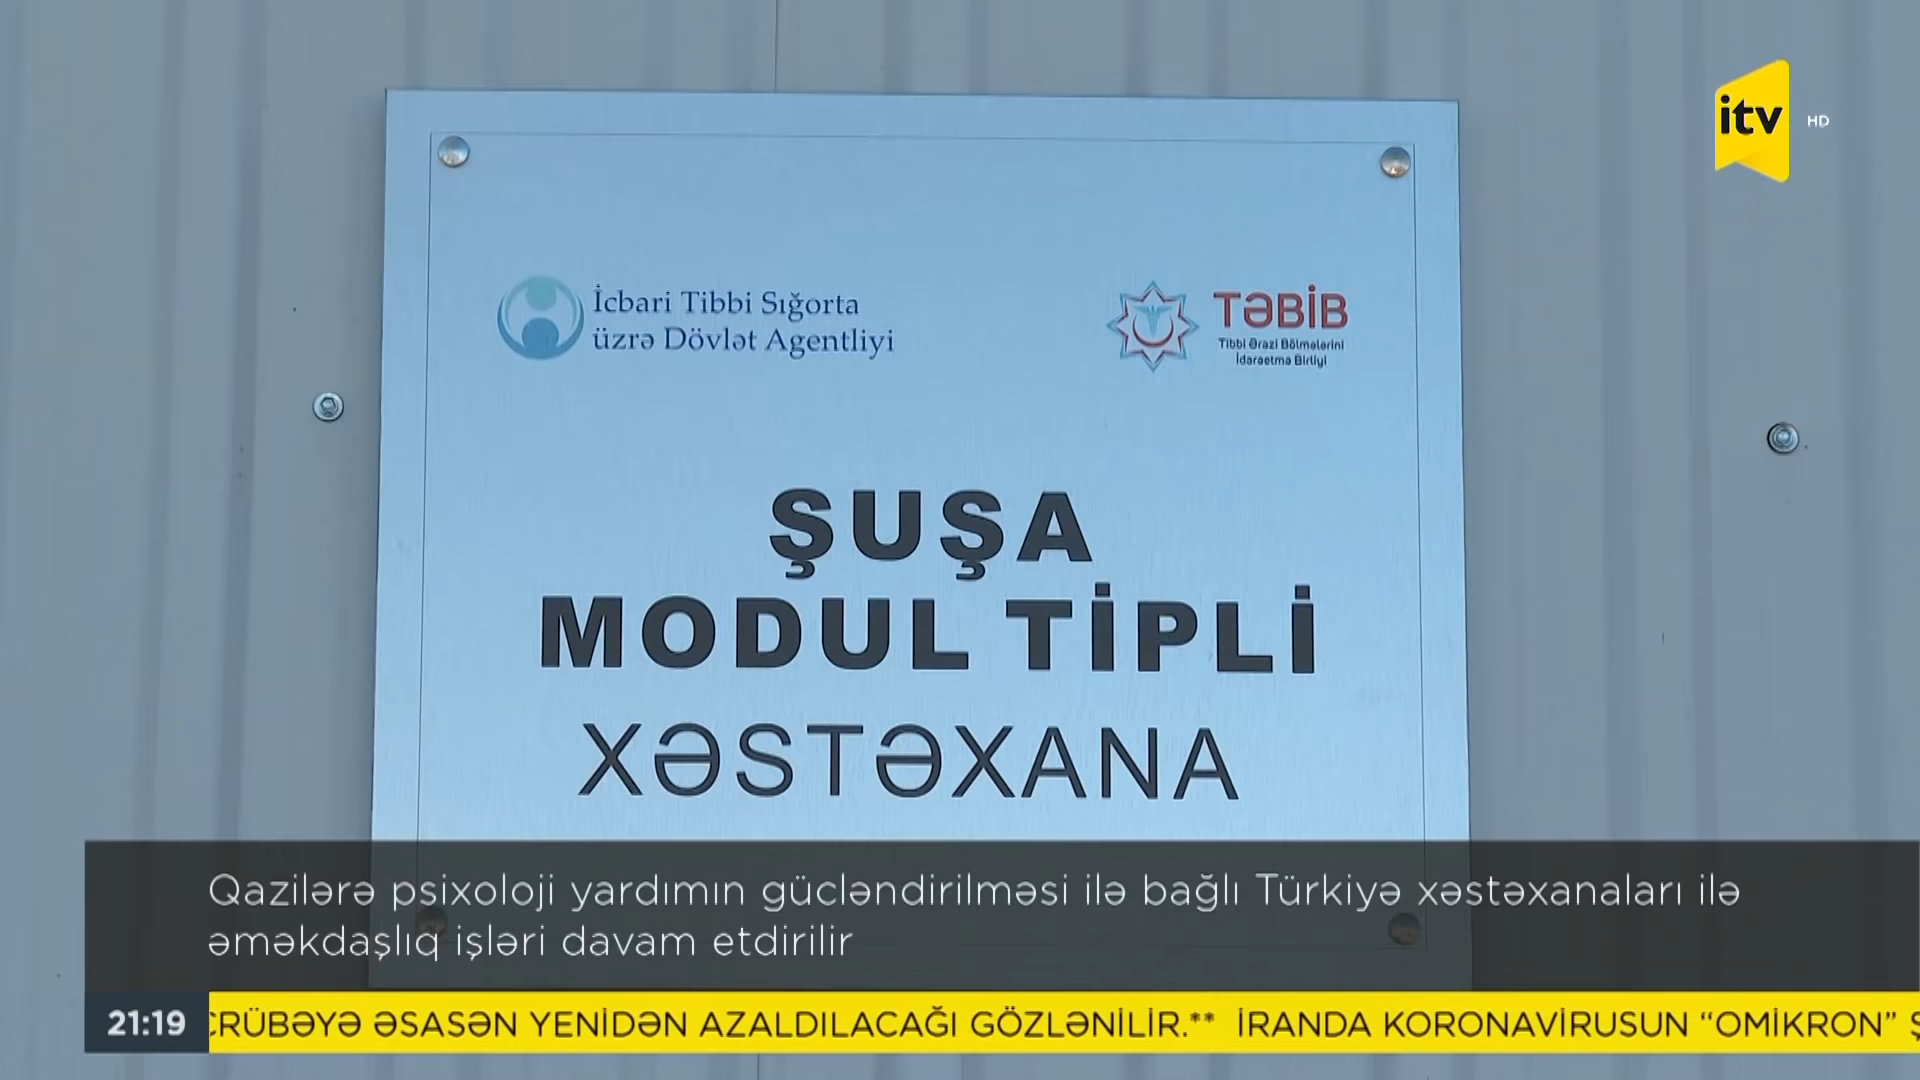 itv HD
İcbari Tibbi Sığorta
üzrə Dövlət Agentliyi
TƏBİB
Tibbi Ərazi Bölmələrini
İdarəetmə Birliyi
ŞUŞA
MODUL TİPLİ
XƏSTƏXANA
Qazilərə psixoloji yardımın gücləndirilməsi ilə bağlı Türkiyə xəstəxanaları ilə
əməkdaşlıq işləri davam etdirilir
21:19 CRÜBƏYƏ ƏSASƏN YENİDƏN AZALDILACAĞI GÖZLƏNİLİR.** İRANDA KORONAVİRUSUN “OMİKRON” Ş